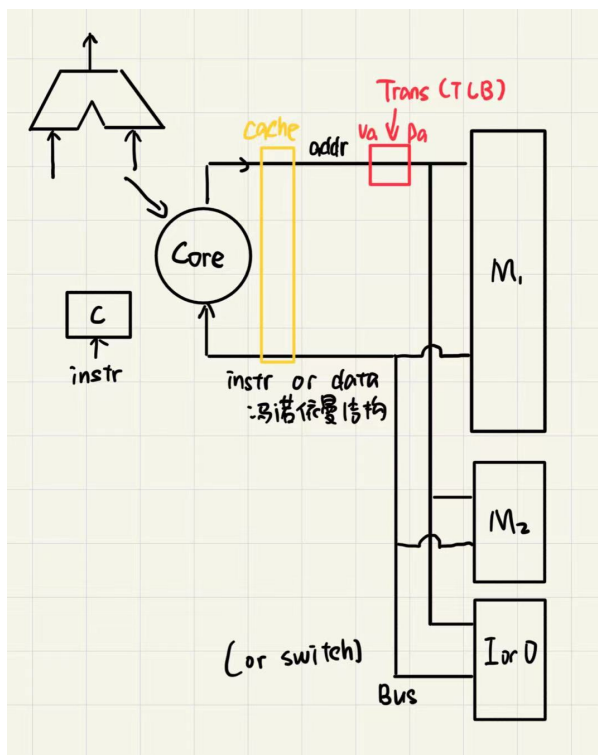 Trans (TLB)
cache
va pa
addr
Core
M₁
C
instr
instr or data
冯诺依曼结构
M₂
(or switch)
I or O
Bus